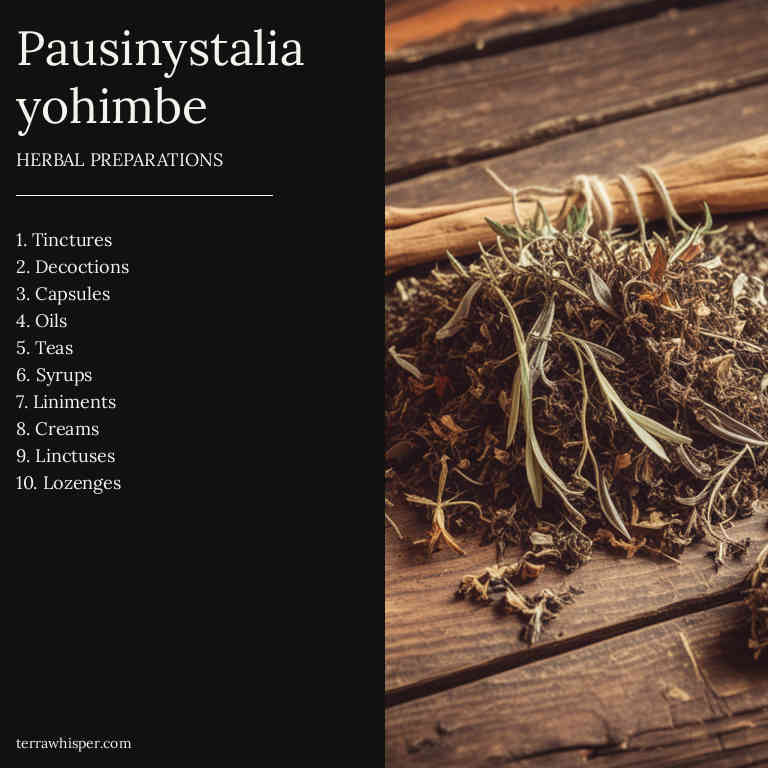 Pausinystalia
yohimbe
HERBAL PREPARATIONS
1. Tinctures
2. Decoctions
3. Capsules
4. Oils
5. Teas
6. Syrups
7. Liniments
8. Creams
9. Linctuses
10. Lozenges
terrawhisper.com